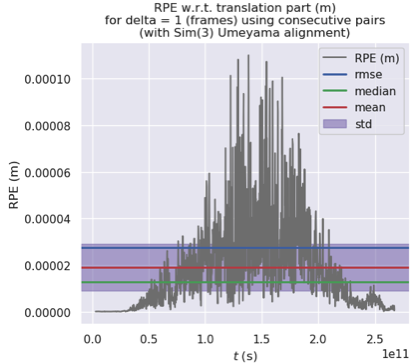 RPE w.r.t. translation part (m)
for delta = 1 (frames) using consecutive pairs
(with Sim(3) Umeyama alignment)
RPE (m)
rmse
median
mean
std
0.00010
0.00008
0.00006
0.00004
0.00002
0.00000
RPE (m)
0.0
0.5
1.0
1.5
2.0
2.5
1e11
t (s)